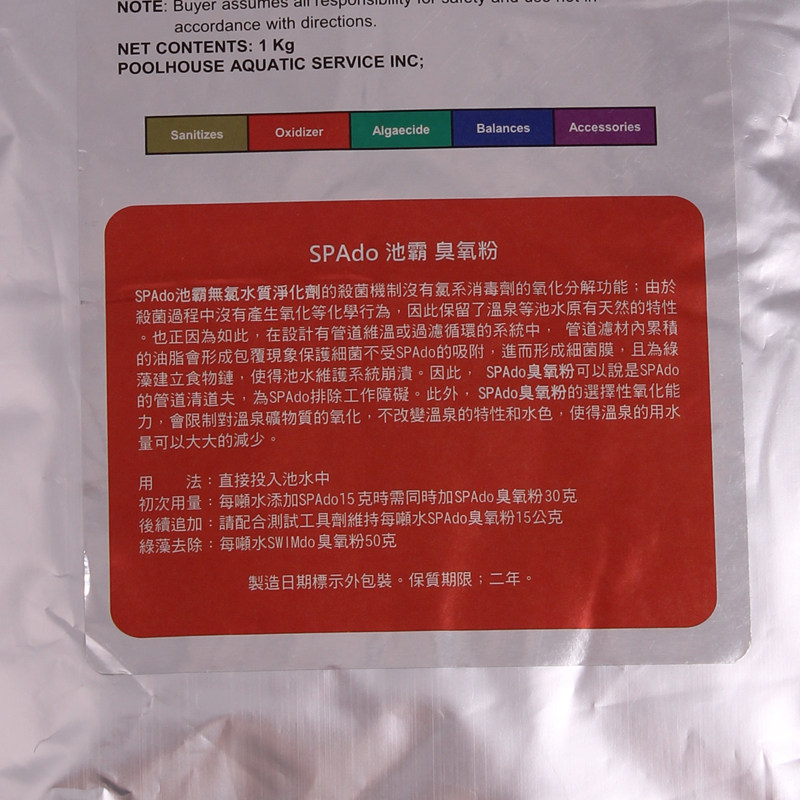 NOTE: Buyer assumes all responsibility for safety and use not in
accordance with directions.
NET CONTENTS: 1 Kg
POOLHOUSE AQUATIC SERVICE INC;
Sanitizes Oxidizer Algaecide Balances Accessories
SPAdo 池霸 臭氧粉
SPAdo池霸無氯水質淨化劑的殺菌機制沒有氯系消毒劑的氧化分解功能；由於
殺菌過程中沒有產生氧化等化學行為，因此保留了溫泉等池水原有天然的特性
。也正因為如此，在設計有管道維溫或過濾循環的系統中， 管道濾材內累積
的油脂會形成包覆現象保護細菌不受SPAdo的吸附，進而形成細菌膜，且為綠
藻建立食物鏈，使得池水維護系統崩潰。因此， SPAdo臭氧粉可以說是SPAdo
的管道清道夫，為SPAdo排除工作障礙。此外，SPAdo臭氧粉的選擇性氧化能
力，會限制對溫泉礦物質的氧化，不改變溫泉的特性和水色，使得溫泉的用水
量可以大大的減少。
用　　法：直接投入池水中
初次用量：每噸水添加SPAdo15克時需同時加SPAdo臭氧粉30克
後續追加：請配合測試工具劑維持每噸水SPAdo臭氧粉15公克
綠藻去除：每噸水SWIMdo臭氧粉50克
製造日期標示外包裝。保質期限；二年。